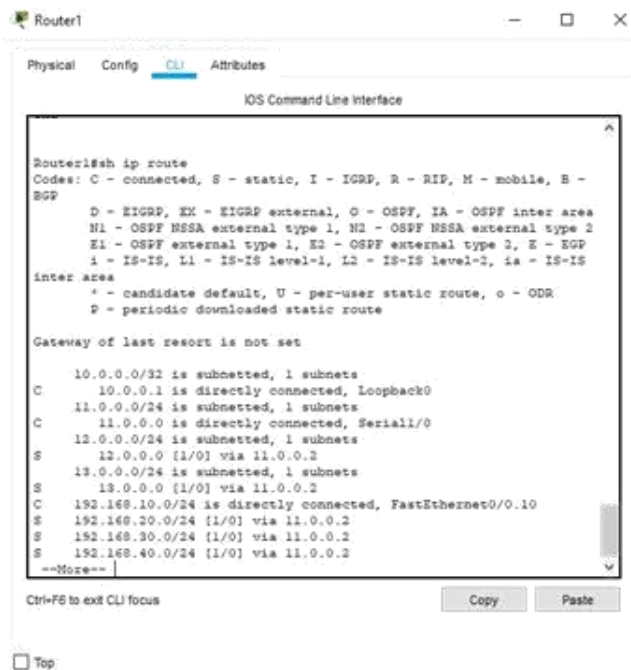 Router1
Physical Config CLI Attributes
IOS Command Line Interface
Router1#sh ip route
Codes: C - connected, S - static, I - IGRP, R - RIP, M - mobile, B -
BGP
D - EIGRP, EX - EIGRP external, O - OSPF, IA - OSPF inter area
N1 - OSPF NSSA external type 1, N2 - OSPF NSSA external type 2
E1 - OSPF external type 1, E2 - OSPF external type 2, E - EGP
i - IS-IS, L1 - IS-IS level-1, L2 - IS-IS level-2, ia - IS-IS
inter area
* - candidate default, U - per-user static route, o - ODR
P - periodic downloaded static route
Gateway of last resort is not set
10.0.0.0/32 is subnetted, 1 subnets
C 10.0.0.1 is directly connected, Loopback0
11.0.0.0/24 is subnetted, 1 subnets
C 11.0.0.0 is directly connected, Serial1/0
12.0.0.0/24 is subnetted, 1 subnets
S 12.0.0.0 [1/0] via 11.0.0.2
13.0.0.0/24 is subnetted, 1 subnets
S 13.0.0.0 [1/0] via 11.0.0.2
C 192.168.10.0/24 is directly connected, FastEthernet0/0.10
S 192.168.20.0/24 [1/0] via 11.0.0.2
S 192.168.30.0/24 [1/0] via 11.0.0.2
S 192.168.40.0/24 [1/0] via 11.0.0.2
--More--
Ctrl+F6 to exit CLI focus
Copy Paste
Top